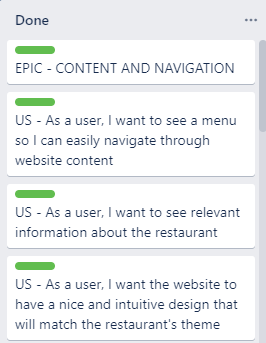 Done
EPIC - CONTENT AND NAVIGATION
US - As a user, I want to see a menu
so I can easily navigate through
website content
US - As a user, I want to see relevant
information about the restaurant
US - As a user, I want the website to
have a nice and intuitive design that
will match the restaurant's theme